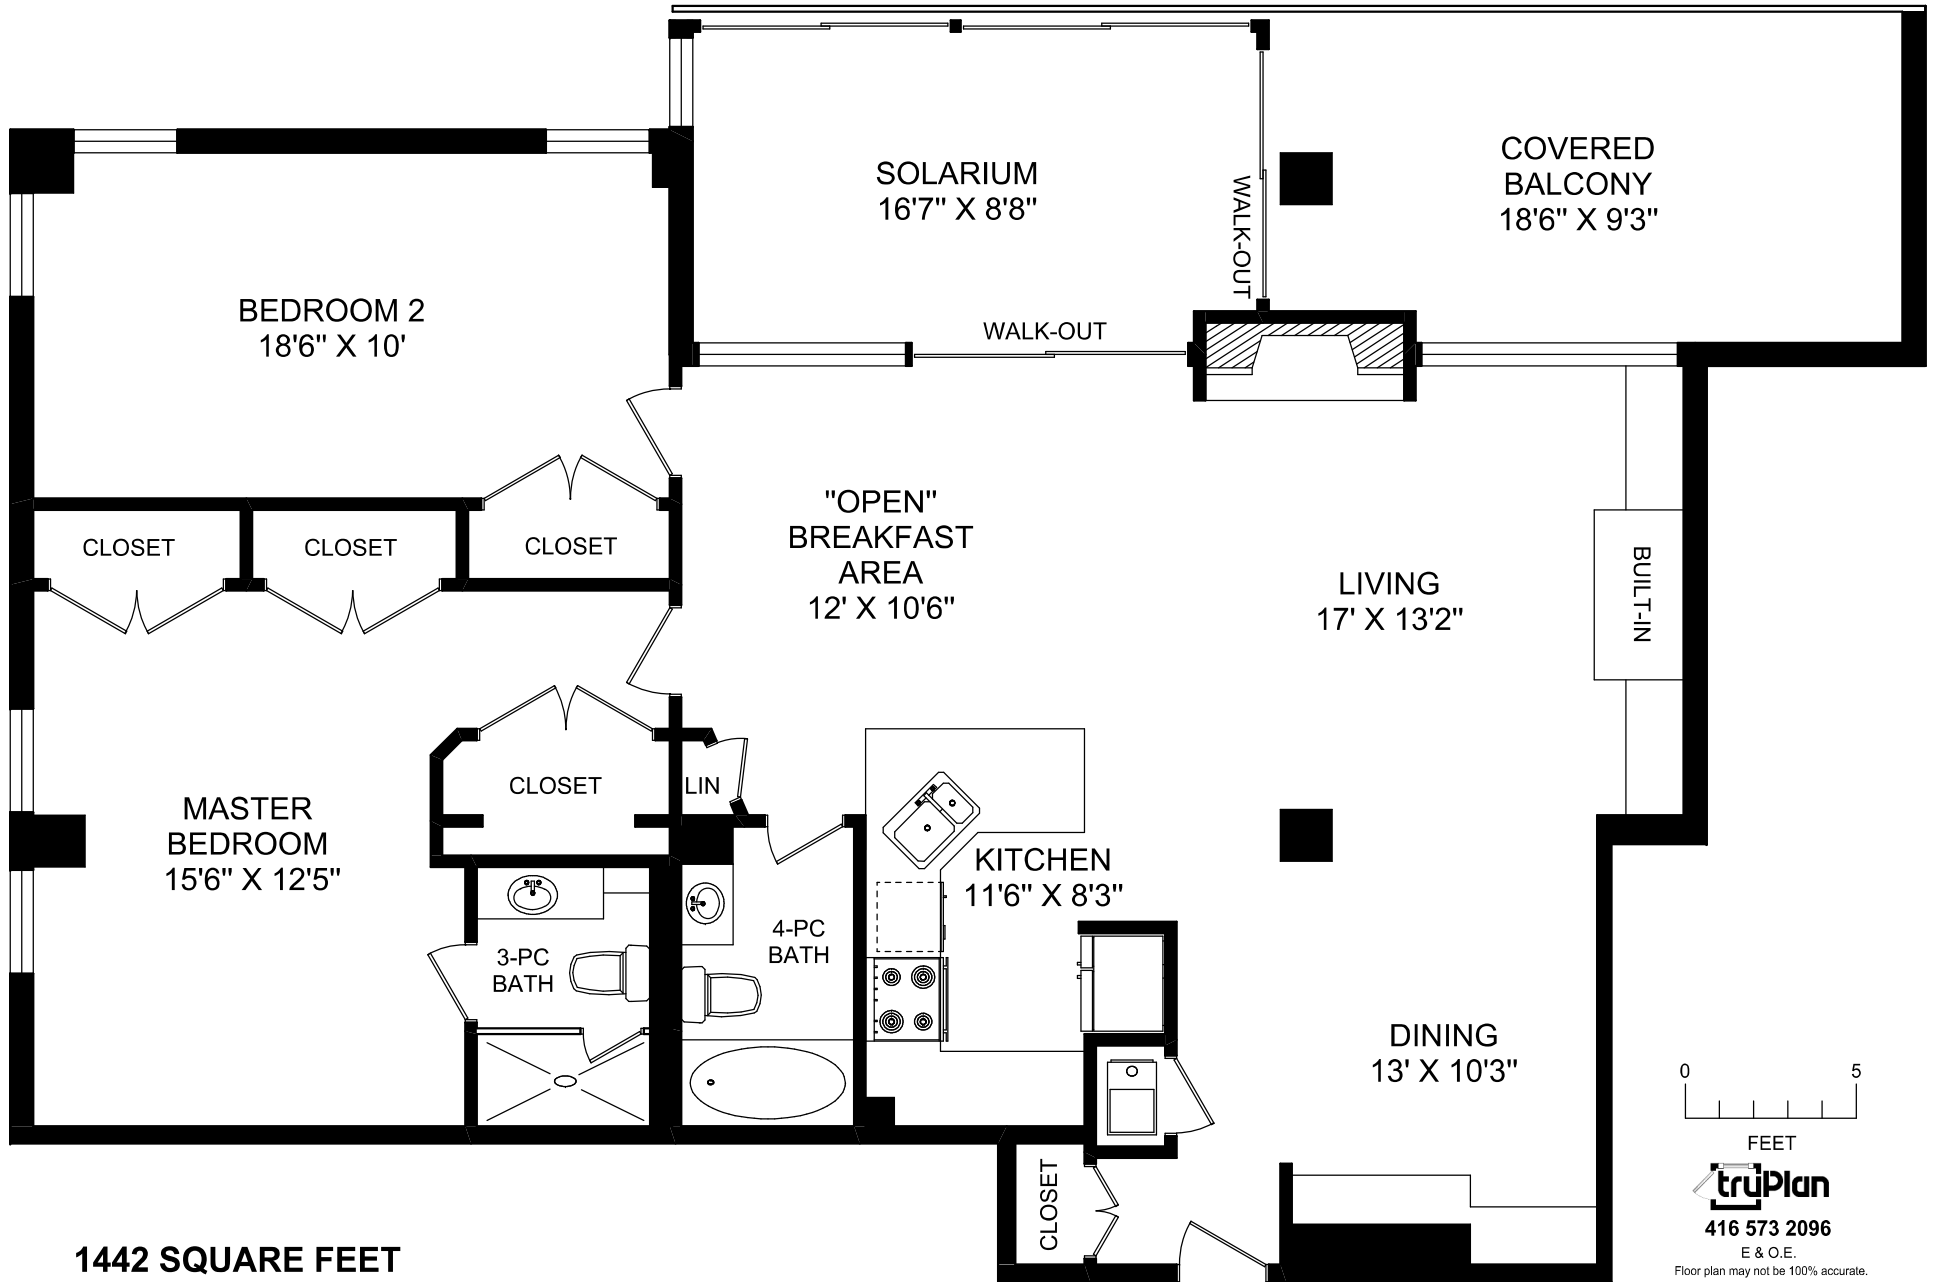 SOLARIUM
16'7" X 8'8"
WALK-OUT
COVERED
BALCONY
18'6" X 9'3"
BEDROOM 2
18'6" X 10'
WALK-OUT
CLOSET
CLOSET
CLOSET
"OPEN"
BREAKFAST
AREA
12' X 10'6"
LIVING
17' X 13'2"
BUILT-IN
MASTER
BEDROOM
15'6" X 12'5"
CLOSET
LIN
KITCHEN
11'6" X 8'3"
3-PC
BATH
4-PC
BATH
DINING
13' X 10'3"
CLOSET
0 5
FEET
truPlan
416 573 2096
E & O.E.
Floor plan may not be 100% accurate.
1442 SQUARE FEET